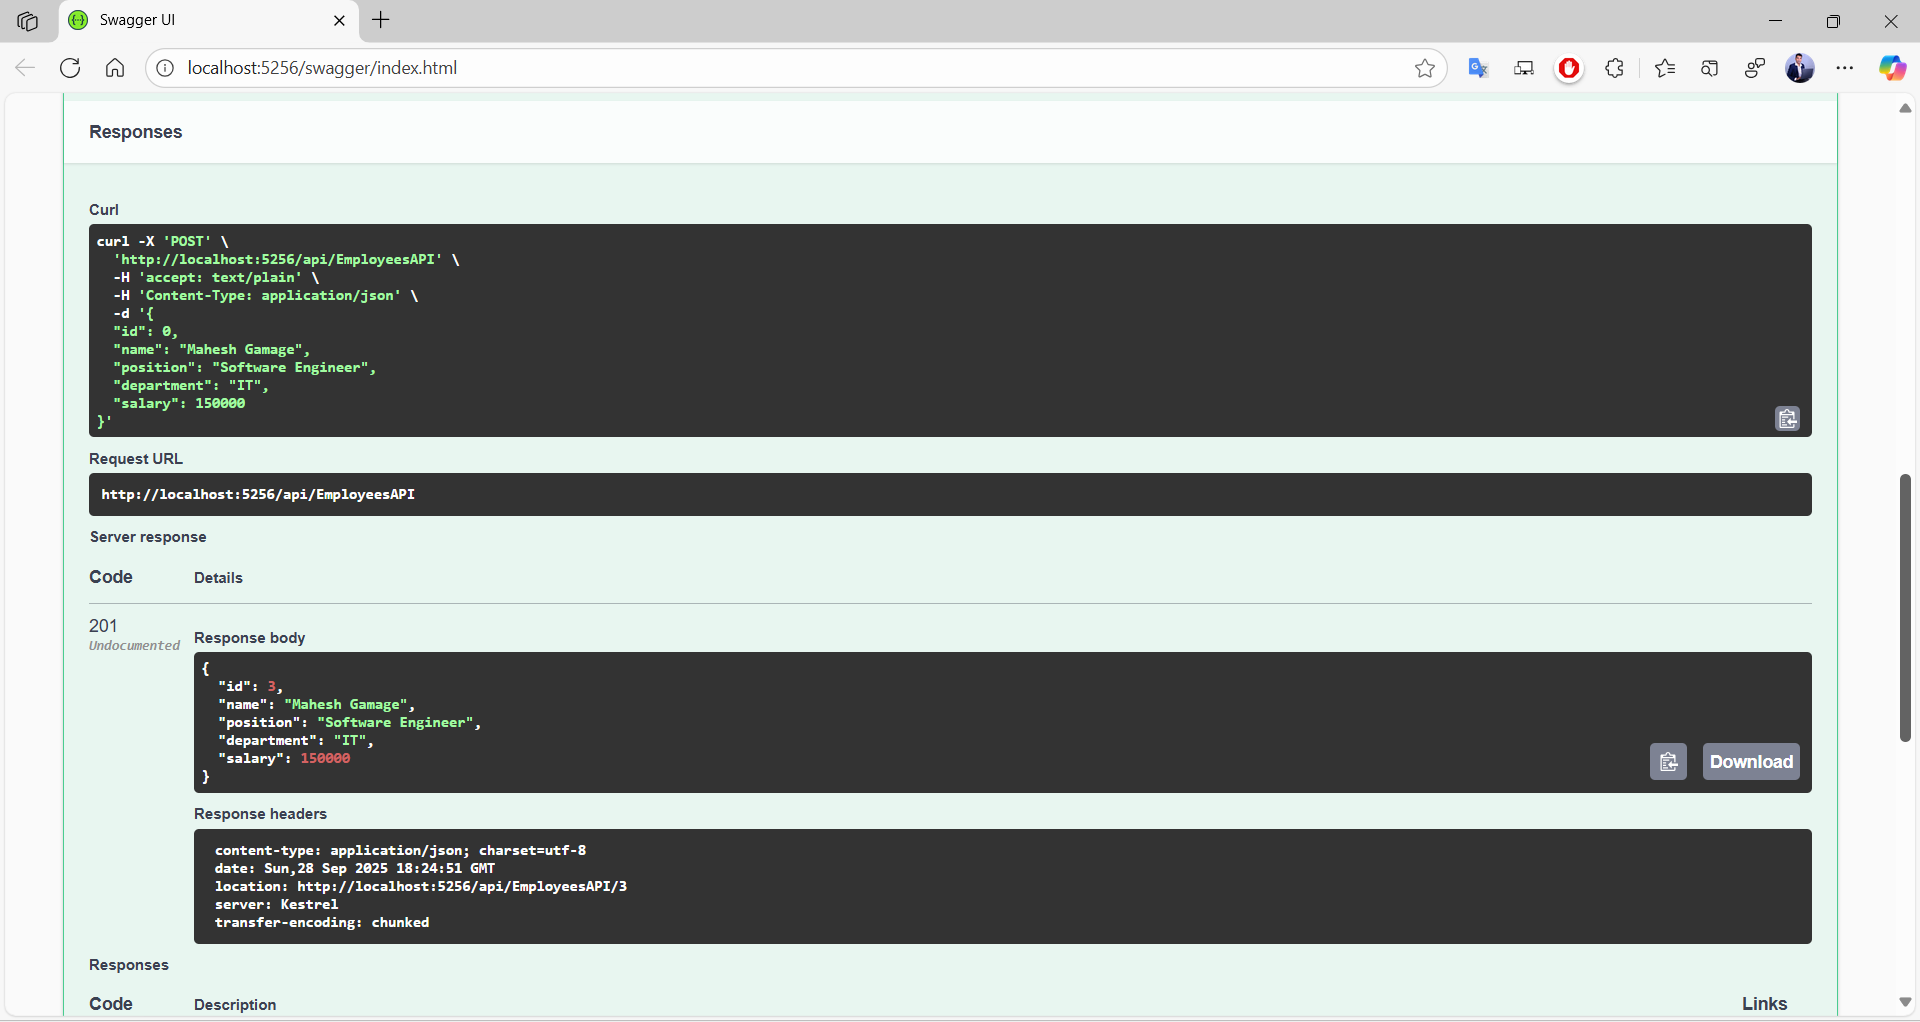 Swagger UI
localhost:5256/swagger/index.html
Responses
Curl
curl -X 'POST' \
  'http://localhost:5256/api/EmployeesAPI' \
  -H 'accept: text/plain' \
  -H 'Content-Type: application/json' \
  -d '{
  "id": 0,
  "name": "Mahesh Gamage",
  "position": "Software Engineer",
  "department": "IT",
  "salary": 150000
}'
Request URL
http://localhost:5256/api/EmployeesAPI
Server response
Code Details
201
Undocumented
Response body
{
  "id": 3,
  "name": "Mahesh Gamage",
  "position": "Software Engineer",
  "department": "IT",
  "salary": 150000
}
Download
Response headers
content-type: application/json; charset=utf-8
date: Sun,28 Sep 2025 18:24:51 GMT
location: http://localhost:5256/api/EmployeesAPI/3
server: Kestrel
transfer-encoding: chunked
Responses
Code Description Links